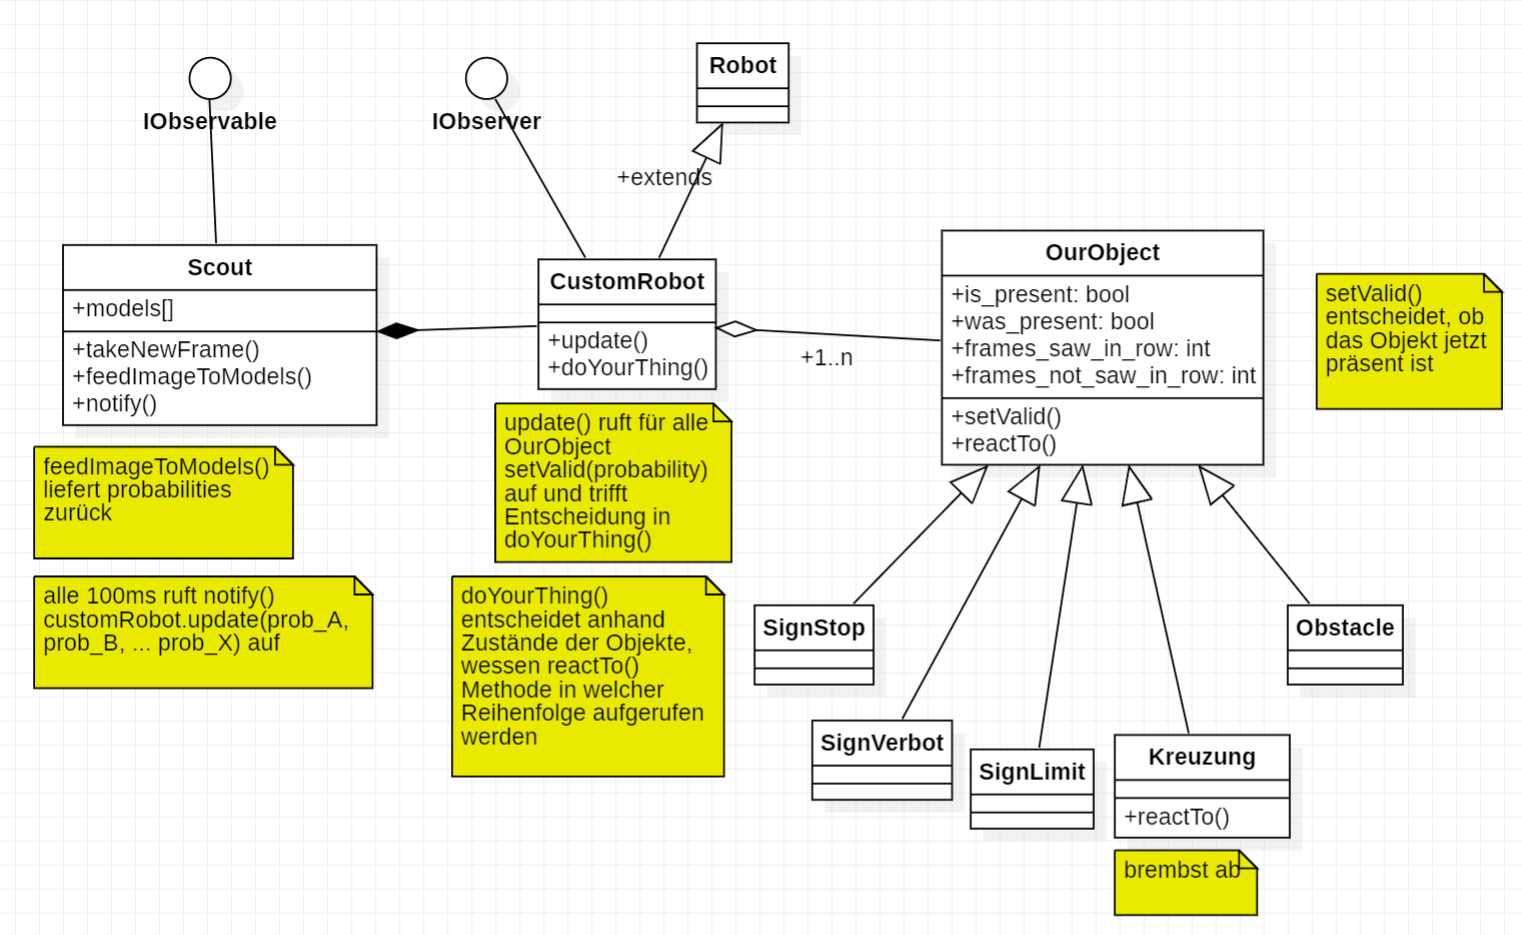 Robot
IObservable
IObserver
+extends
Scout
+models[]
+takeNewFrame()
+feedImageToModels()
+notify()
CustomRobot
+update()
+doYourThing()
+1..n
OurObject
+is_present: bool
+was_present: bool
+frames_saw_in_row: int
+frames_not_saw_in_row: int
+setValid()
+reactTo()
setValid()
entscheidet, ob
das Objekt jetzt
präsent ist
feedImageToModels()
liefert probabilities
zurück
alle 100ms ruft notify()
customRobot.update(prob_A,
prob_B, ... prob_X) auf
update() ruft für alle
OurObject
setValid(probability)
auf und trifft
Entscheidung in
doYourThing()
doYourThing()
entscheidet anhand
Zustände der Objekte,
wessen reactTo()
Methode in welcher
Reihenfolge aufgerufen
werden
SignStop
Obstacle
SignVerbot
SignLimit
Kreuzung
+reactTo()
brembst ab